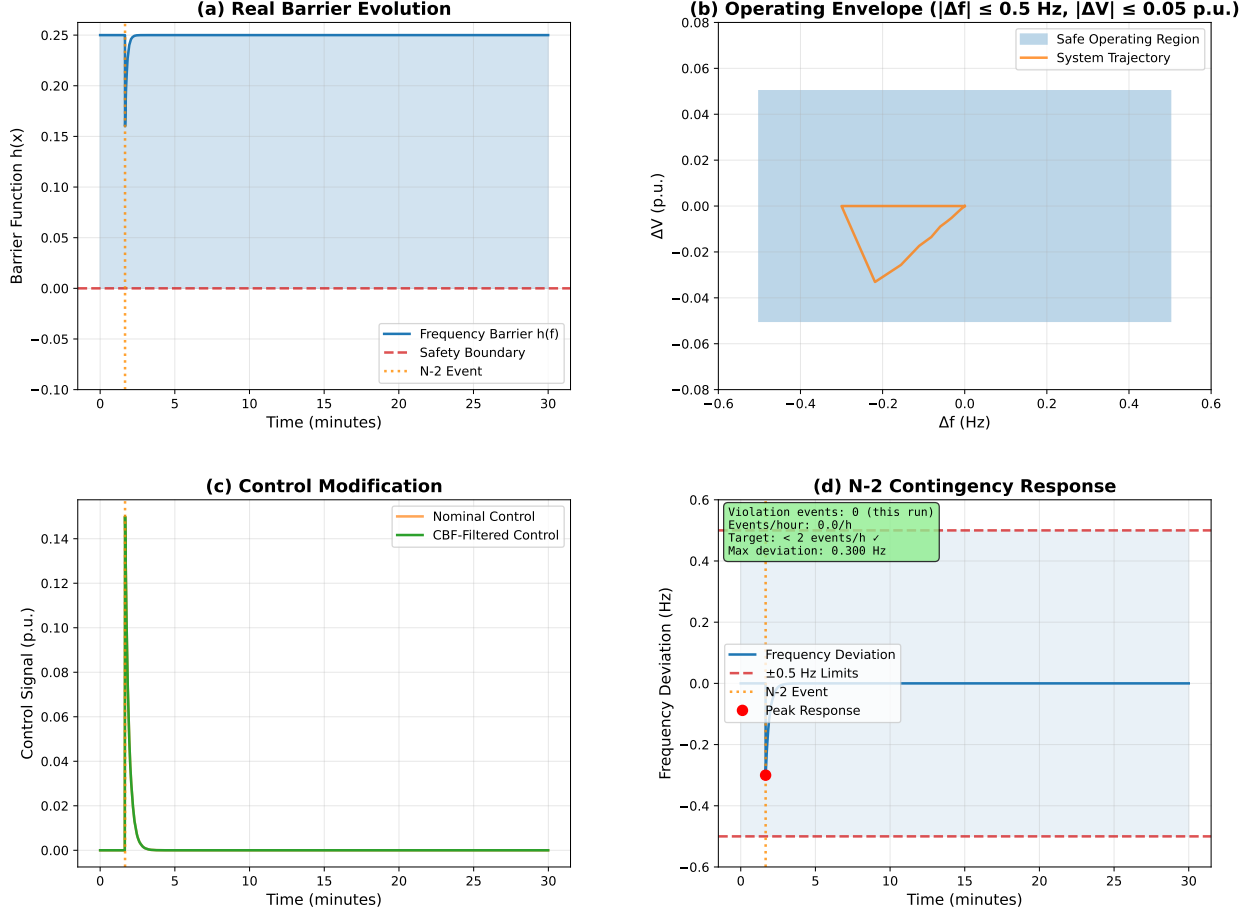 (a) Real Barrier Evolution
Barrier Function h(x)
0.25
0.20
0.15
0.10
0.05
0.00
−0.05
−0.10
0
5
10
15
20
25
30
Time (minutes)
Frequency Barrier h(f)
Safety Boundary
N-2 Event
(b) Operating Envelope (|Δf| ≤ 0.5 Hz, |ΔV| ≤ 0.05 p.u.)
ΔV (p.u.)
0.08
0.06
0.04
0.02
0.00
−0.02
−0.04
−0.06
−0.08
−0.6
−0.4
−0.2
0.0
0.2
0.4
0.6
Δf (Hz)
Safe Operating Region
System Trajectory
(c) Control Modification
Control Signal (p.u.)
0.14
0.12
0.10
0.08
0.06
0.04
0.02
0.00
0
5
10
15
20
25
30
Time (minutes)
Nominal Control
CBF-Filtered Control
(d) N-2 Contingency Response
Frequency Deviation (Hz)
0.6
0.4
0.2
0.0
−0.2
−0.4
−0.6
0
5
10
15
20
25
30
Time (minutes)
Violation events: 0 (this run)
Events/hour: 0.0/h
Target: < 2 events/h ✓
Max deviation: 0.300 Hz
Frequency Deviation
±0.5 Hz Limits
N-2 Event
Peak Response